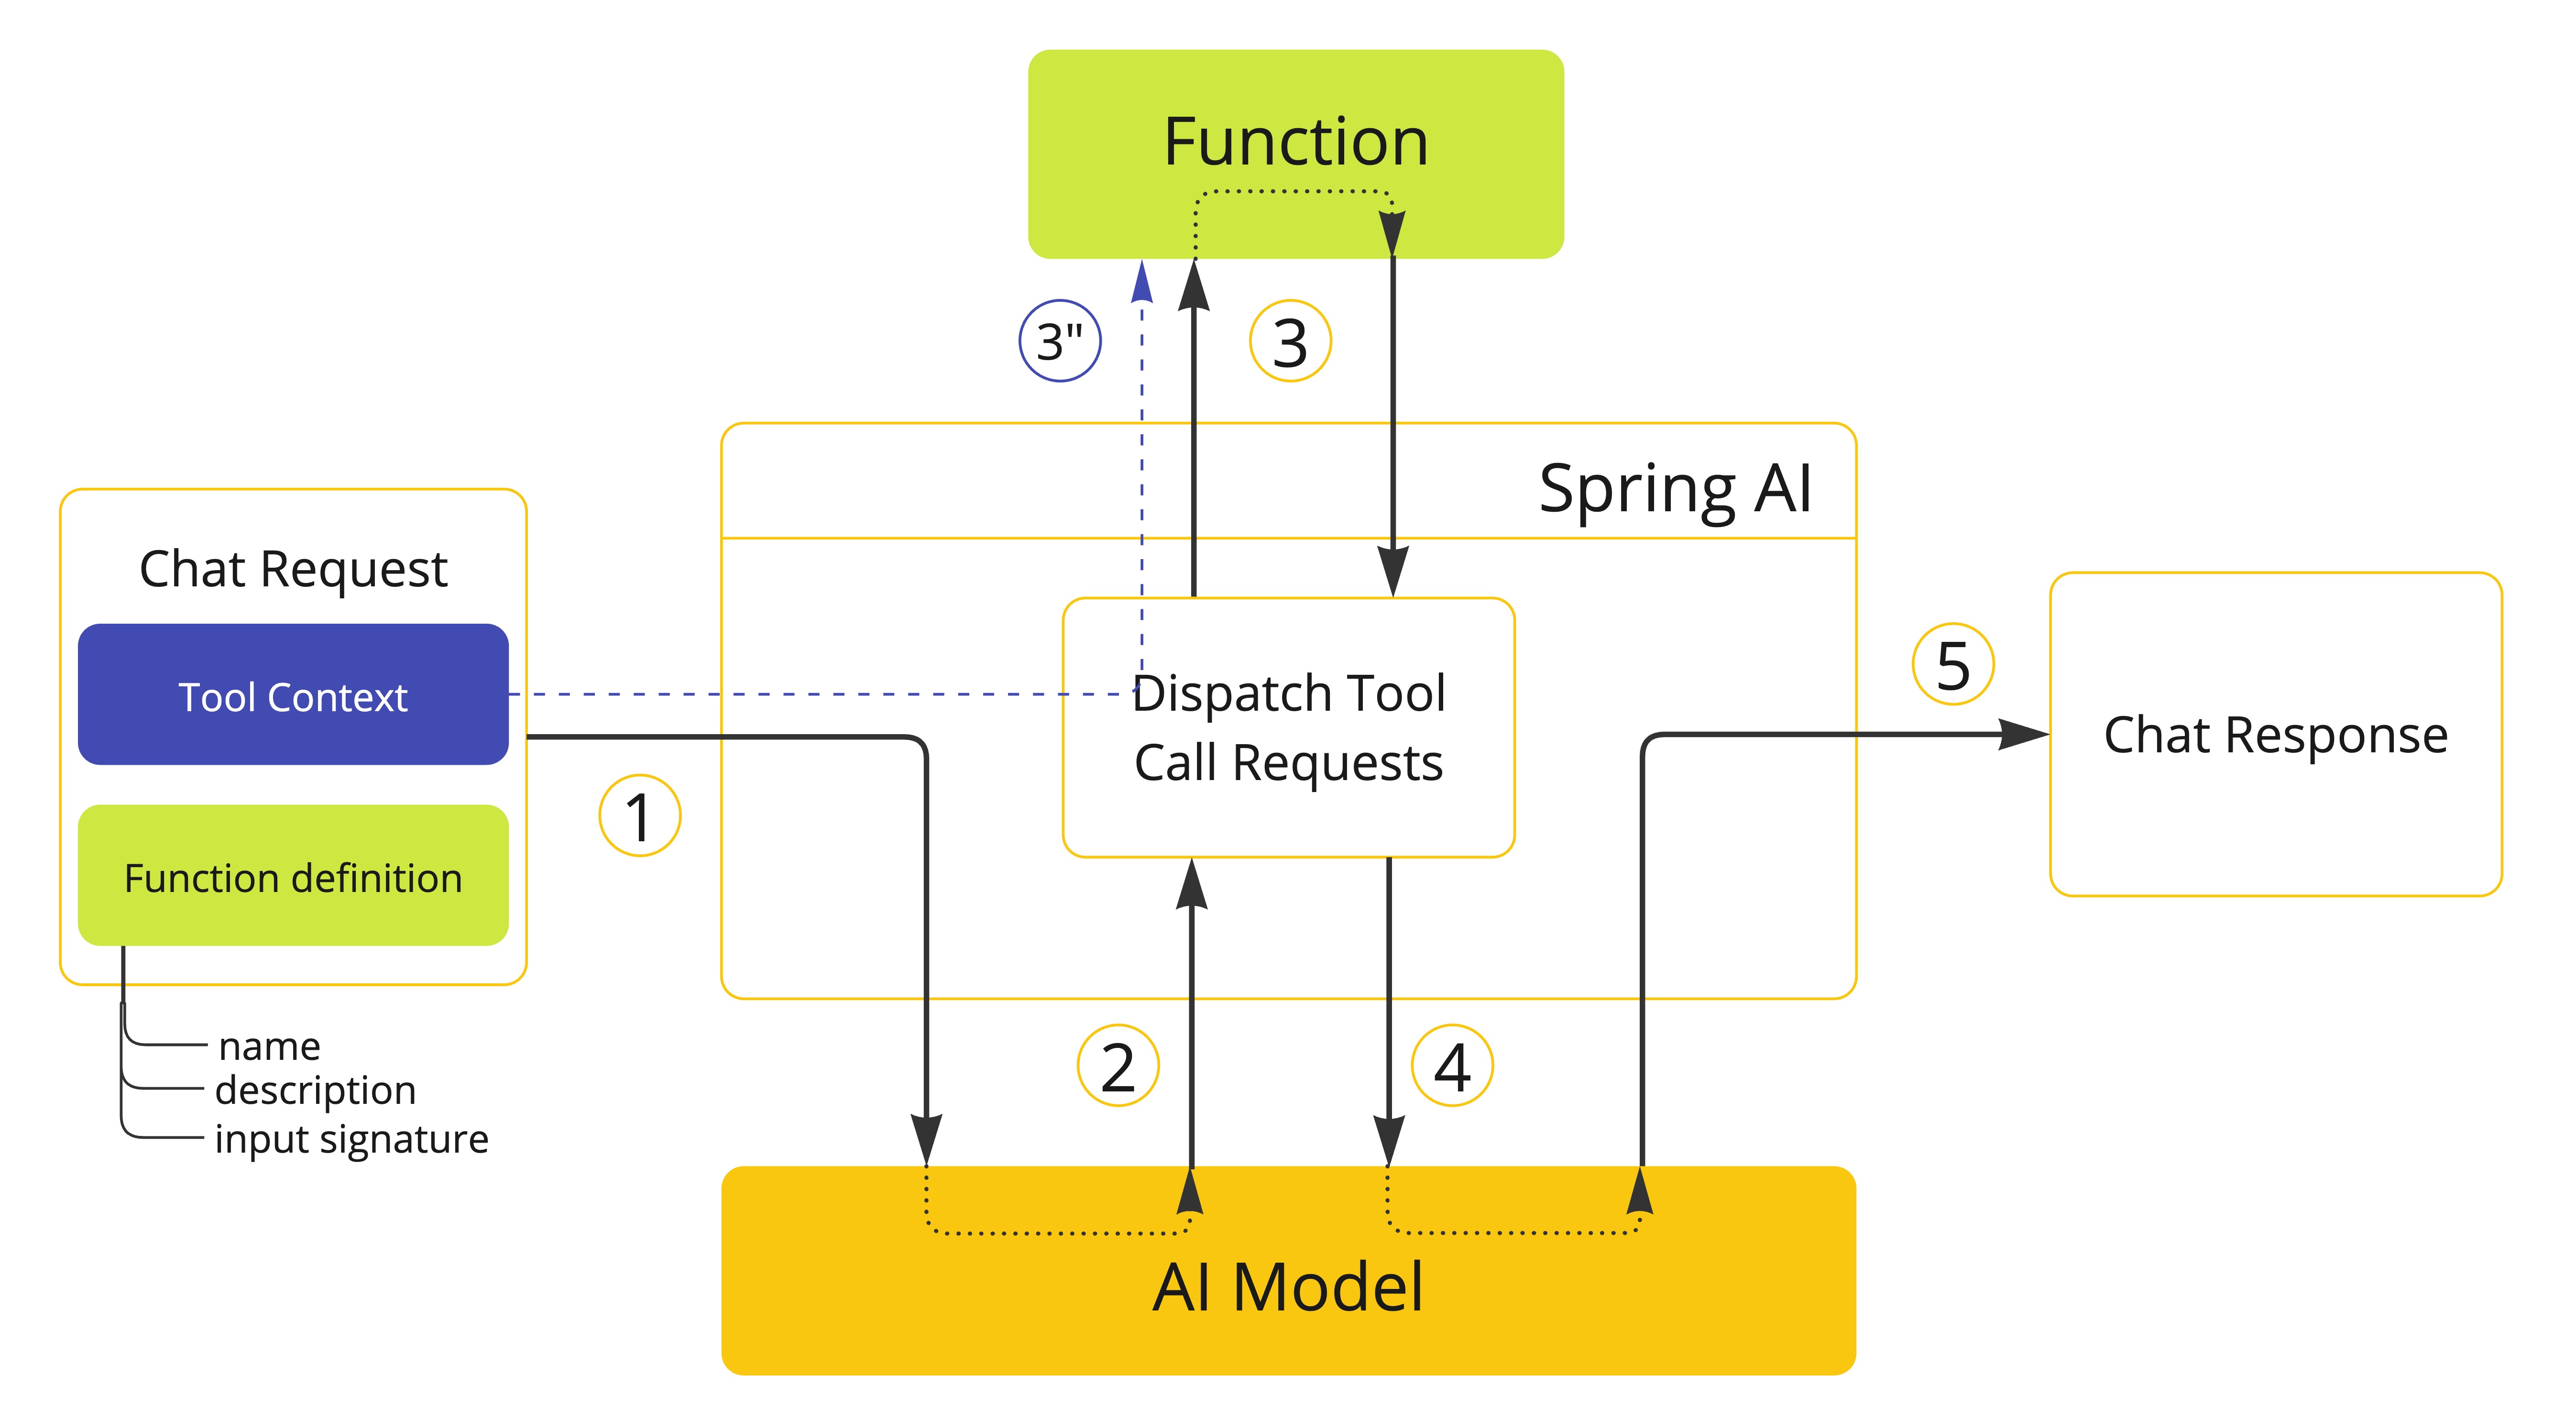 Function
3"
3
Spring AI
Chat Request
Tool Context
Function definition
name
description
input signature
1
Dispatch Tool
Call Requests
2
4
5
Chat Response
AI Model